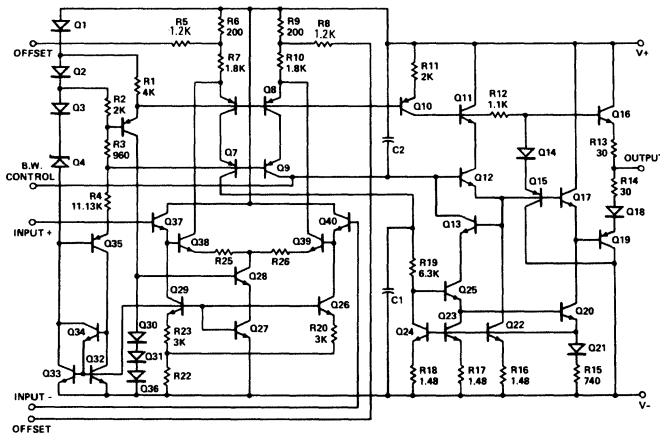 Q1
R5
1.2K
R6
200
R9
200
R8
1.2K
OFFSET
V+
Q2
R1
4K
R7
1.8K
R10
1.8K
R11
2K
Q3
R2
2K
Q8
Q10
Q11
R12
1.1K
Q16
R3
960
R13
30
Q4
Q7
Q9
C2
Q14
OUTPUT
B.W.
CONTROL
Q12
Q15
Q17
R14
30
R4
11.13K
Q18
INPUT +
Q37
Q40
Q13
Q19
Q35
Q38
R25
R26
Q39
R19
6.3K
Q28
Q25
Q29
Q26
C1
Q34
Q30
R23
3K
Q27
R20
3K
Q24
Q23
Q22
Q20
Q31
Q21
Q33
Q32
Q36
R22
R18
1.48
R17
1.48
R16
1.48
R15
740
INPUT -
V-
OFFSET